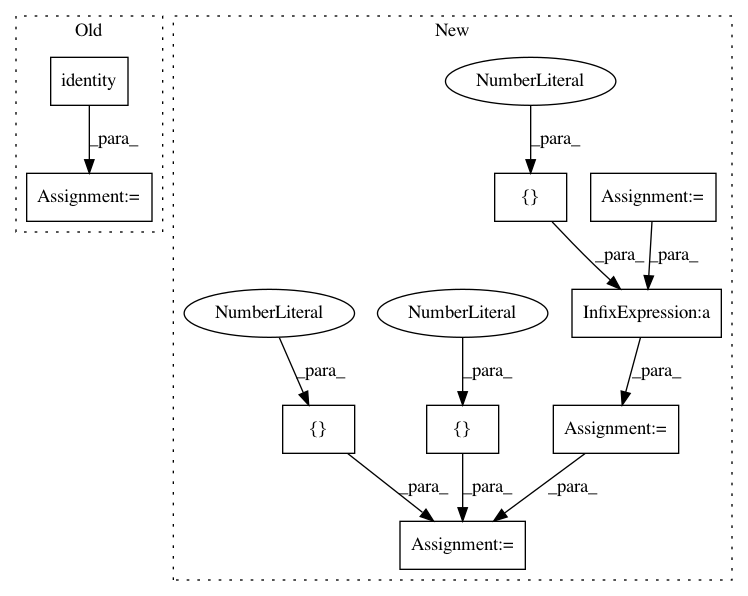 Old
New
identity
NumberLiteral
_para_
_para_
Assignment:=
{}
Assignment:=
_para_
_para_
NumberLiteral
NumberLiteral
InfixExpression:a
_para_
_para_
_para_
{}
{}
Assignment:=
_para_
_para_
_para_
Assignment:=